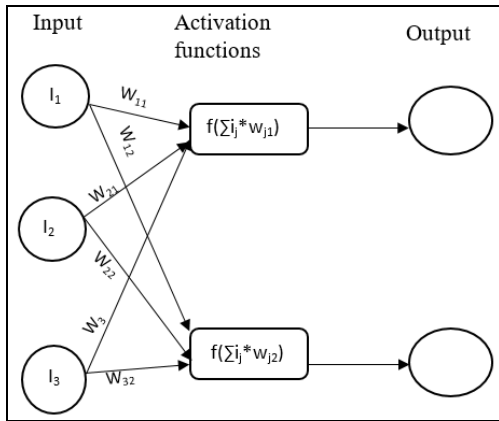 Input
Activation
functions
Output
I₁
W₁₁
W₁₂
f(∑iⱼ*wⱼ₁)
W₂₁
I₂
W₂₂
W₃
I₃
W₃₂
f(∑iⱼ*wⱼ₂)